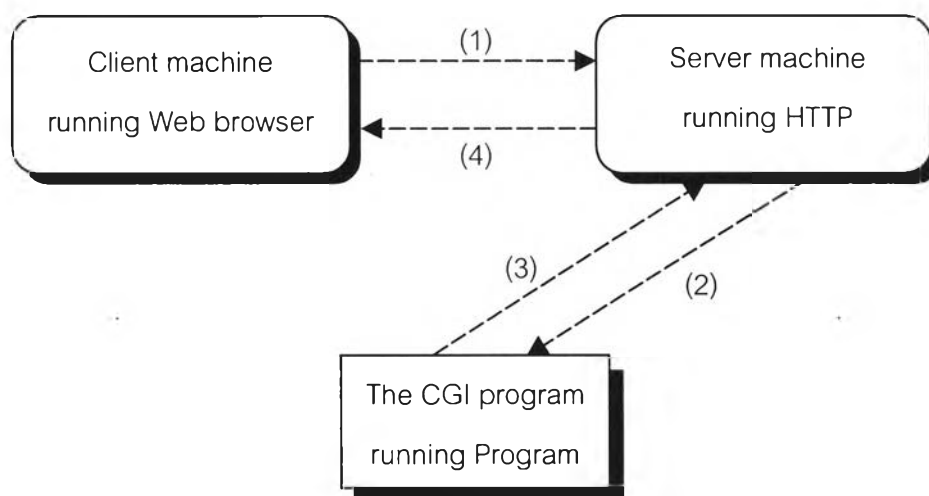 Client machine
running Web browser
(1)
(4)
Server machine
running HTTP
(3)
(2)
The CGI program
running Program